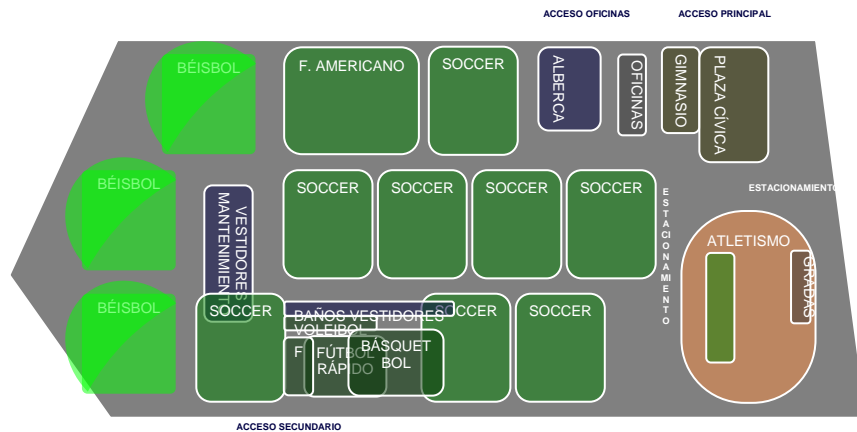 ACCESO OFICINAS
ACCESO PRINCIPAL
BÉISBOL
F. AMERICANO
SOCCER
ALBERCA
OFICINAS
GIMNASIO
PLAZA CÍVICA
BÉISBOL
VESTIDORES
MANTENIMIENT
SOCCER
SOCCER
SOCCER
SOCCER
ESTACIONAMIENTO
ESTACIONAMIENTO
ATLETISMO
GRADAS
BÉISBOL
SOCCER
BAÑOS VESTIDORES
VOLEIBOL
F
FÚTBOL
RÁPIDO
BÁSQUET
BOL
SOCCER
SOCCER
ACCESO SECUNDARIO